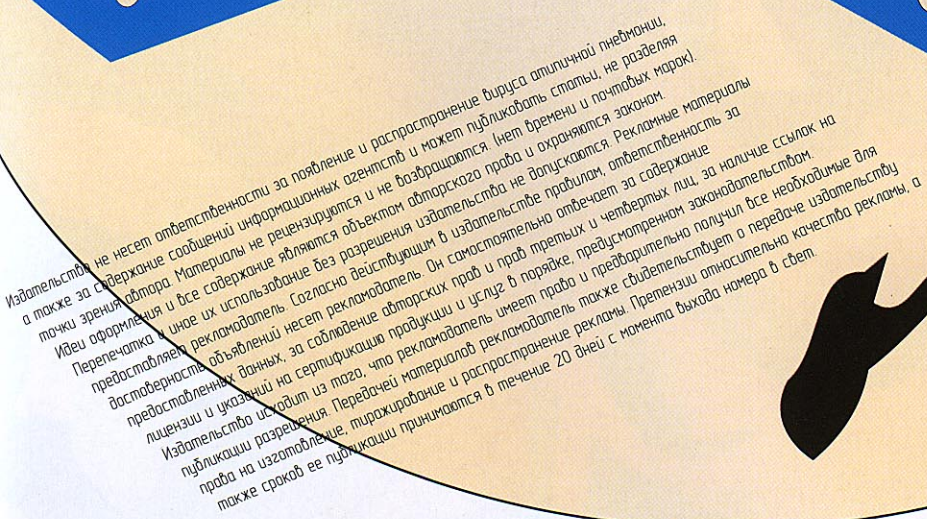 Издательство не несет ответственности за появление и распространение вируса атипичной пневмонии,
а также за содержание сообщений информационных агентств и может публиковать статьи, не разделяя
точки зрения автора. Материалы не рецензируются и не возвращаются (нет времени и почтовых марок).
Идеи оформления и все содержание являются объектом авторского права и охраняются законом.
Перепечатка и иное их использование без разрешения издательства не допускаются. Рекламные материалы
предоставляет рекламодатель. Согласно действующим в издательстве правилам, ответственность за
достоверность объявлений несет рекламодатель. Он самостоятельно отвечает за содержание
предоставленных данных, за соблюдение авторских прав и прав третьих и четвертых лиц, за наличие ссылок на
лицензии и указаний на сертификацию продукции и услуг в порядке, предусмотренном законодательством.
Издательство исходит из того, что рекламодатель имеет право и предварительно получил все необходимые для
публикации разрешения. Передачей материалов рекламодатель также свидетельствует о передаче издательству
права на изготовление, тиражирование и распространение рекламы. Претензии относительно качества рекламы, а
также сроков ее публикации принимаются в течение 20 дней с момента выхода номера в свет.